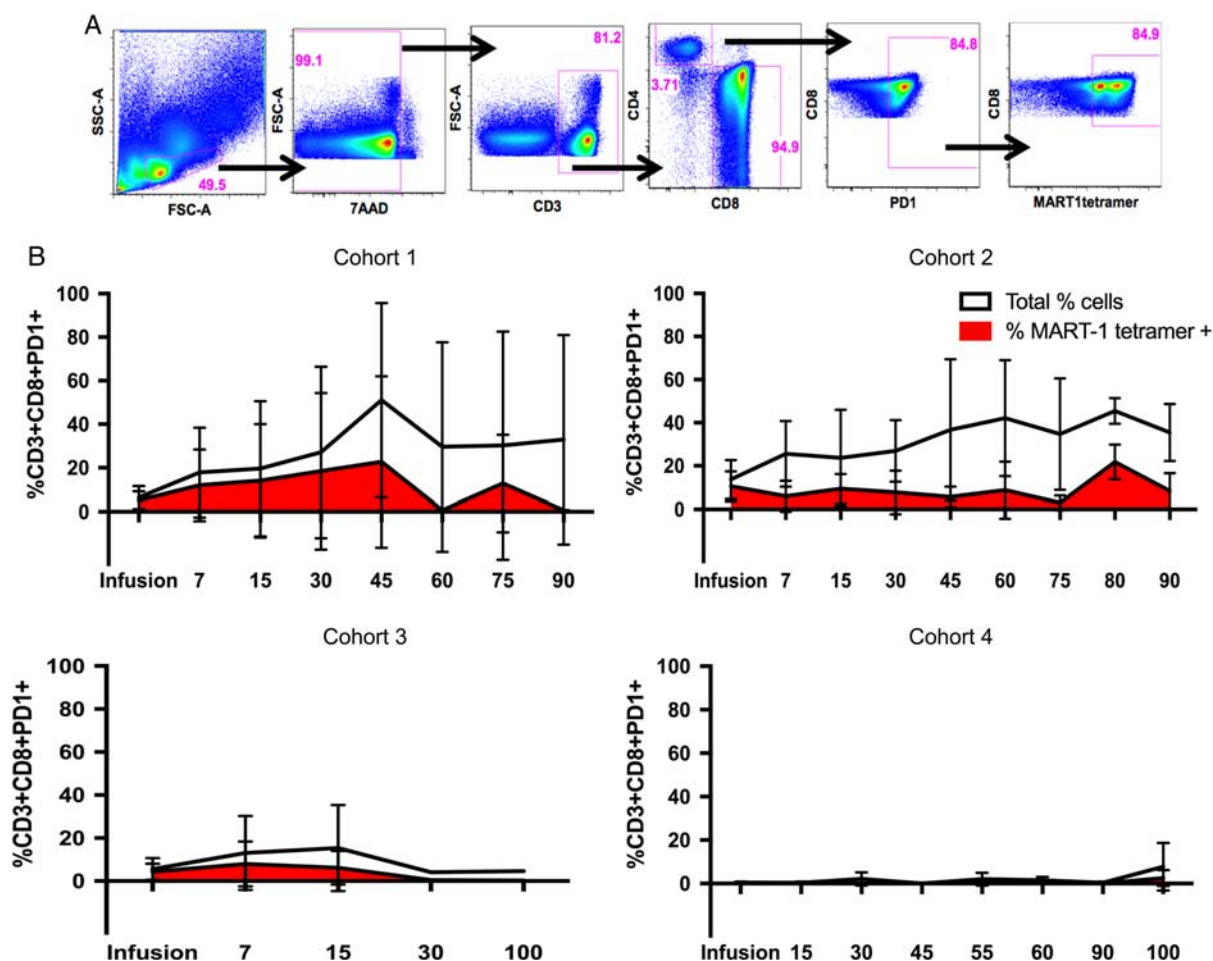 A
SSC-A
49.5
FSC-A
99.1
FSC-A
7AAD
81.2
FSC-A
CD3
CD4
3.71
94.9
CD8
84.8
CD8
PD1
84.9
CD8
MART1tetramer
B
Cohort 1
%CD3+CD8+PD1+
100
80
60
40
20
0
Infusion 7 15 30 45 60 75 90
Cohort 2
Total % cells
% MART-1 tetramer +
%CD3+CD8+PD1+
100
80
60
40
20
0
Infusion 7 15 30 45 60 75 80 90
Cohort 3
%CD3+CD8+PD1+
100
80
60
40
20
0
Infusion 7 15 30 100
Cohort 4
%CD3+CD8+PD1+
100
80
60
40
20
0
Infusion 15 30 45 55 60 90 100